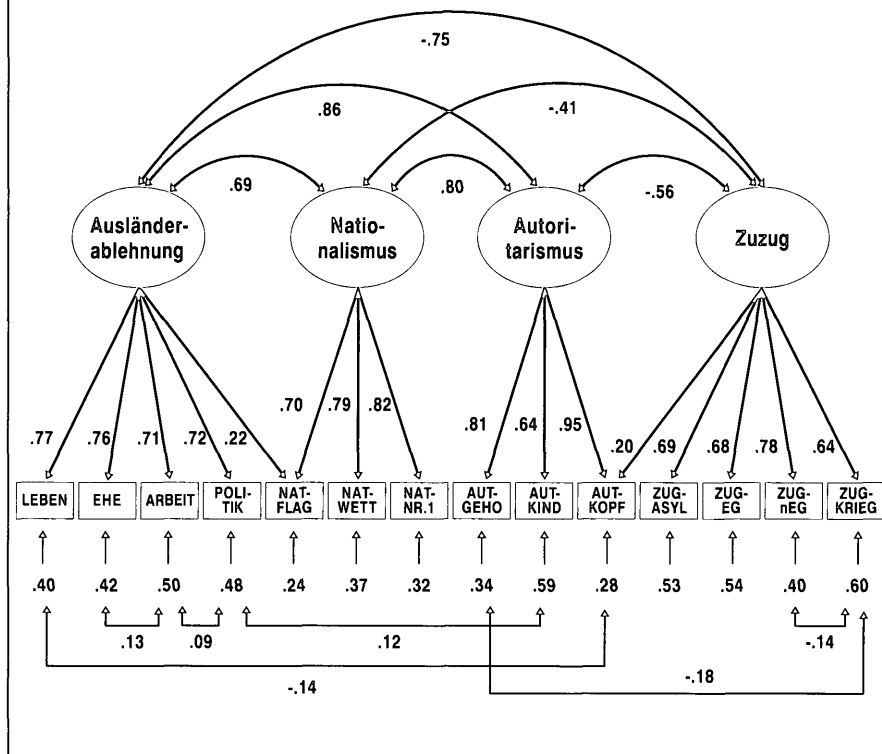 -.75
.86
-.41
.69
.80
-.56
Ausländer-
ablehnung
Natio-
nalismus
Autori-
tarismus
Zuzug
.77
.76
.71
.72
.22
.70
.79
.82
.81
.64
.95
.20
.69
.68
.78
.64
LEBEN
EHE
ARBEIT
POLI-
TIK
NAT-
FLAG
NAT-
WETT
NAT-
NR.1
AUT-
GEHO
AUT-
KIND
AUT-
KOPF
ZUG-
ASYL
ZUG-
EG
ZUG-
nEG
ZUG-
KRIEG
.40
.42
.50
.48
.24
.37
.32
.34
.59
.28
.53
.54
.40
.60
.13
.09
.12
-.14
-.14
-.18